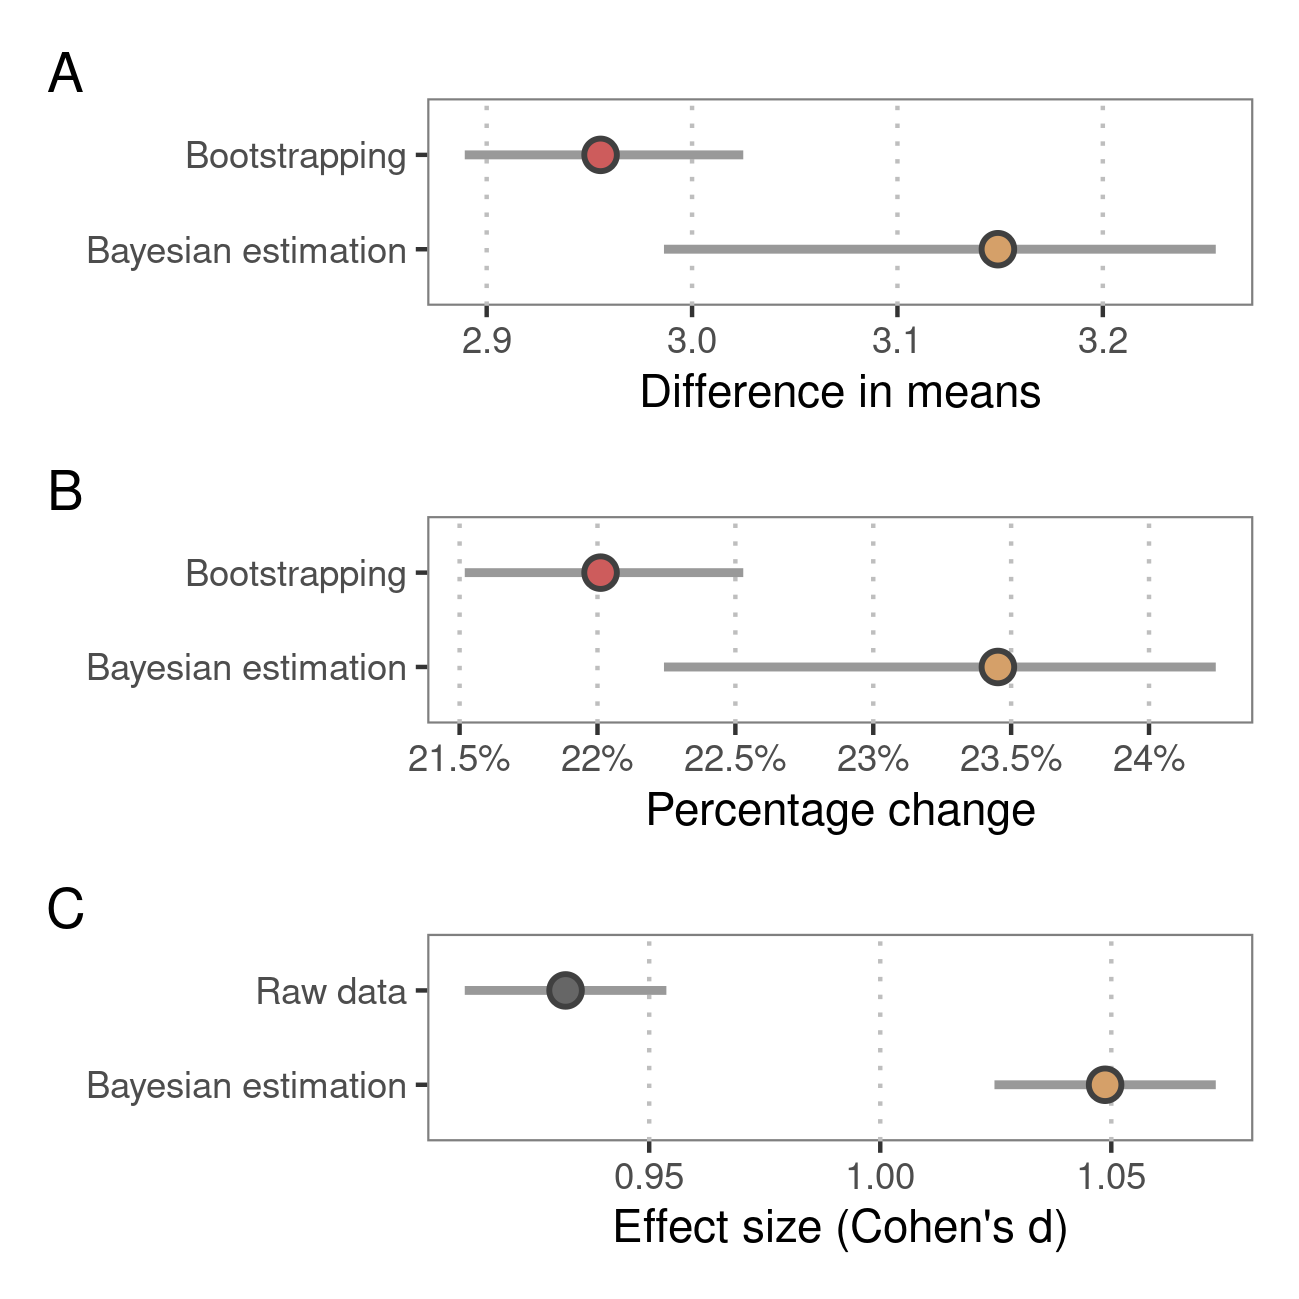 A
Bootstrapping
Bayesian estimation
2.9 3.0 3.1 3.2
Difference in means
B
Bootstrapping
Bayesian estimation
21.5% 22% 22.5% 23% 23.5% 24%
Percentage change
C
Raw data
Bayesian estimation
0.95 1.00 1.05
Effect size (Cohen's d)